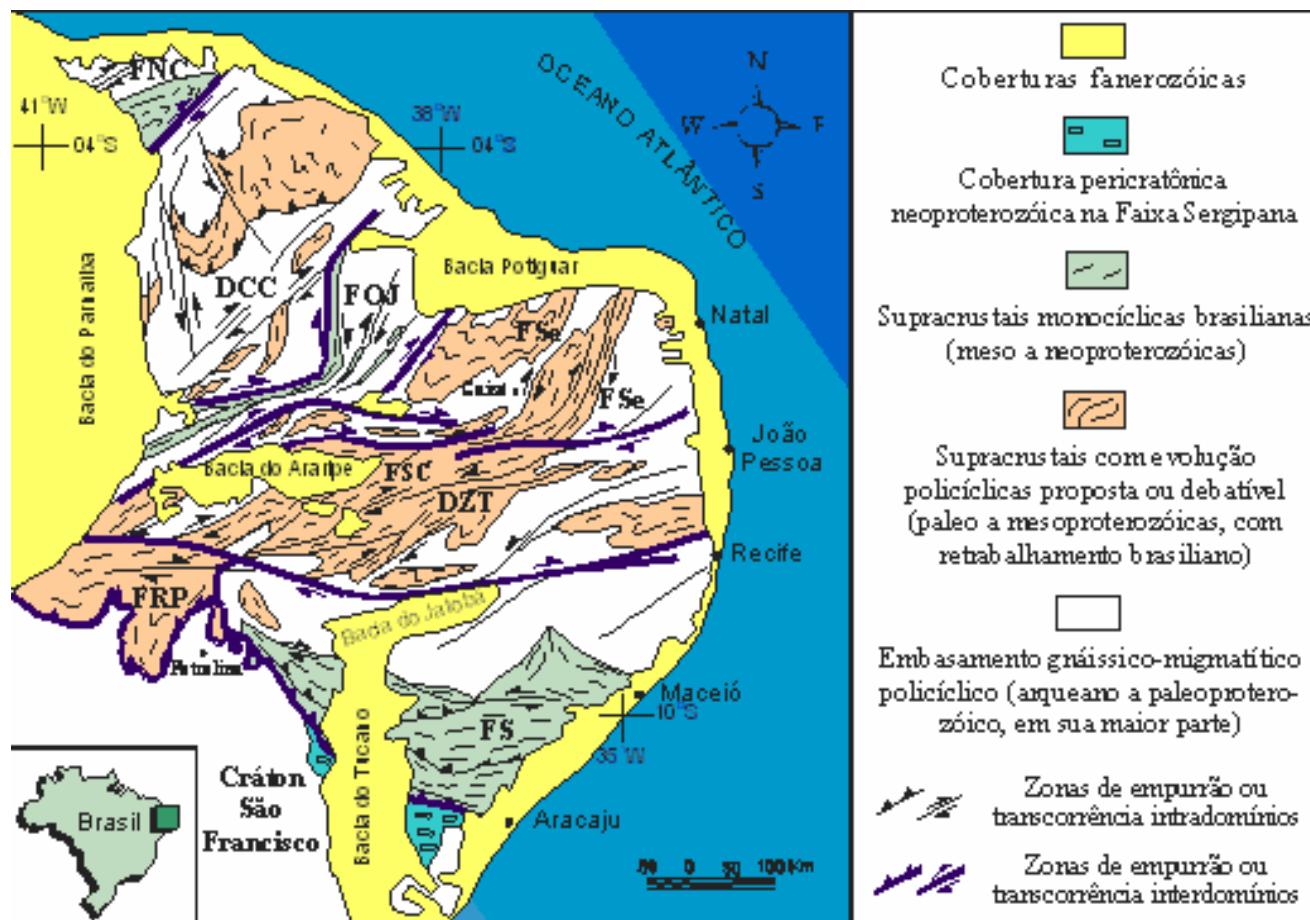 FNC
41°W
04°S
38°W
04°S
OCEANO ATLÂNTICO
N
W
E
S
DCC
FOJ
Bacia Potiguar
Bacia do Parnaíba
FSe
Natal
FSe
João
Pessoa
Bacia do Araripe
FSC
DZT
Recife
FRP
Bacia do Jatobá
Petrolina
Maceió
10°S
FS
35°W
Bacia do Tucano
Cráton
São
Francisco
Brasil
Aracaju
50 0 50 100 Km
Coberturas fanerozóicas
Cobertura pericratônica
neoproterozóica na Faixa Sergipana
Supracrustais monocíclicas brasilianas
(meso a neoproterozóicas)
Supracrustais com evolução
policíclicas proposta ou debatível
(paleo a mesoproterozóicas, com
retrabalhamento brasiliano)
Embasamento gnáissico-migmatítico
policíclico (arqueano a paleoprotero-
zóico, em sua maior parte)
Zonas de empurrão ou
transcorrência intradomínios
Zonas de empurrão ou
transcorrência interdomínios